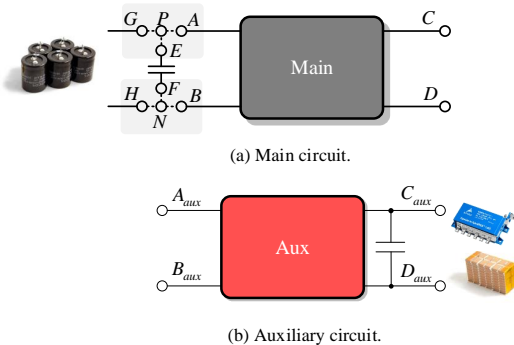 G P A C
E
Main
F
H B D
N
(a) Main circuit.
A_aux C_aux
Aux
B_aux D_aux
(b) Auxiliary circuit.